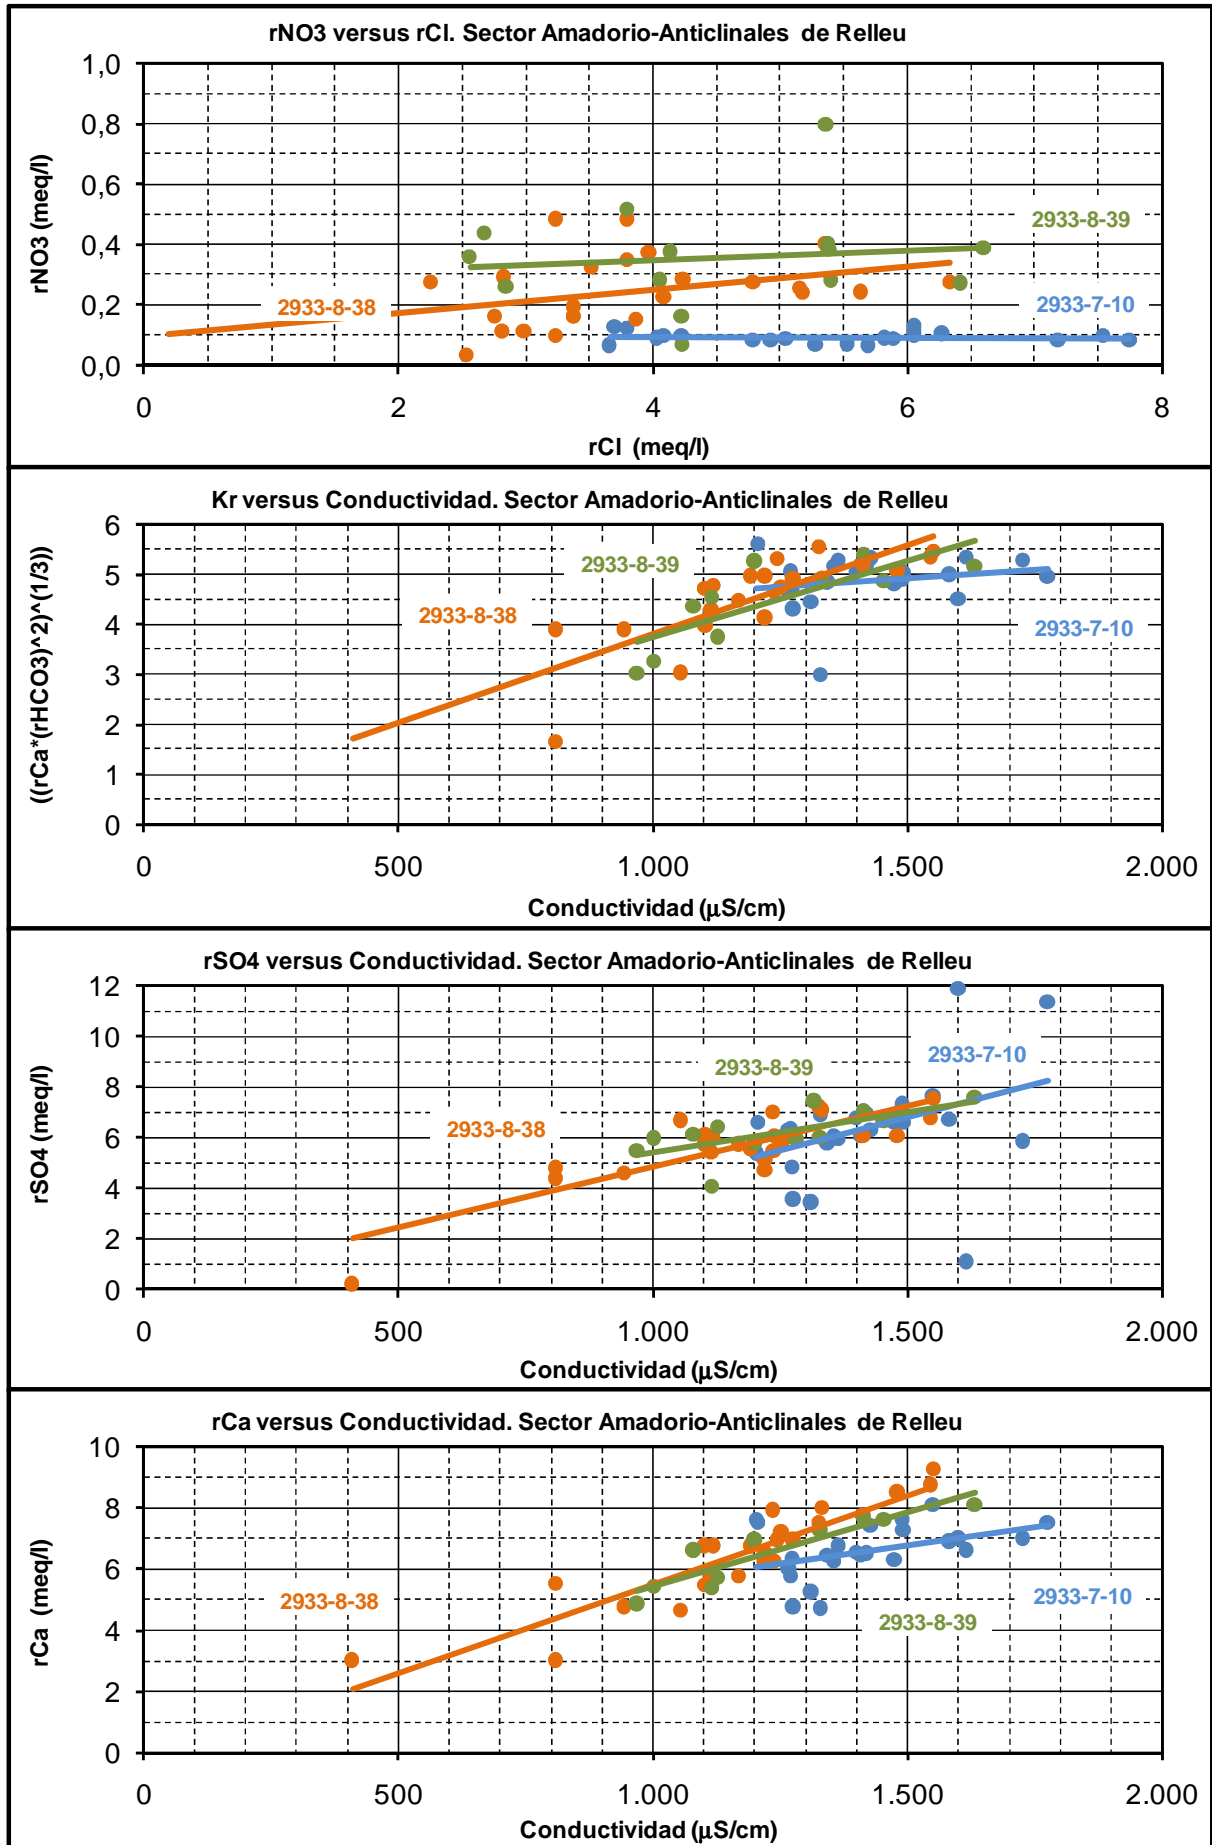 rNO3 versus rCl. Sector Amadorio-Anticlinales de Relleu
rNO3 (meq/l)
1,0
0,8
0,6
0,4
0,2
0,0
2933-8-39
2933-8-38
2933-7-10
0 2 4 6 8
rCl (meq/l)
Kr versus Conductividad. Sector Amadorio-Anticlinales de Relleu
((rCa*(rHCO3)^2)^(1/3))
6
5
4
3
2
1
0
2933-8-39
2933-8-38
2933-7-10
0 500 1.000 1.500 2.000
Conductividad (µS/cm)
rSO4 versus Conductividad. Sector Amadorio-Anticlinales de Relleu
rSO4 (meq/l)
12
10
8
6
4
2
0
2933-7-10
2933-8-39
2933-8-38
0 500 1.000 1.500 2.000
Conductividad (µS/cm)
rCa versus Conductividad. Sector Amadorio-Anticlinales de Relleu
rCa (meq/l)
10
8
6
4
2
0
2933-8-38
2933-7-10
2933-8-39
0 500 1.000 1.500 2.000
Conductividad (µS/cm)